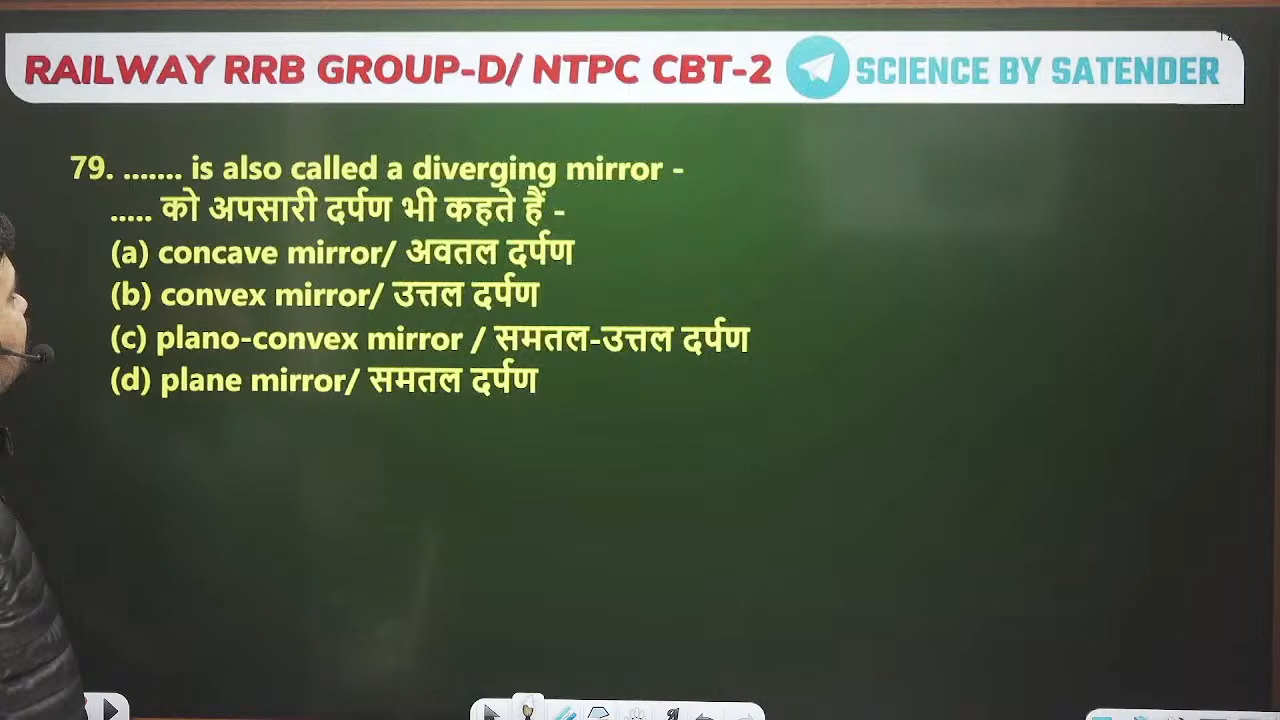 RAILWAY RRB GROUP-D/ NTPC CBT-2 SCIENCE BY SATENDER
79. ....... is also called a diverging mirror -
..... को अपसारी दर्पण भी कहते हैं -
(a) concave mirror/ अवतल दर्पण
(b) convex mirror/ उत्तल दर्पण
(c) plano-convex mirror / समतल-उत्तल दर्पण
(d) plane mirror/ समतल दर्पण